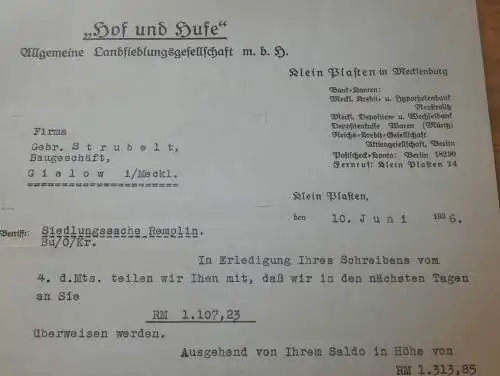 „Hof und Hufe“
Allgemeine Landsiedlungsgesellschaft m. b. H.
Klein Plasten in Mecklenburg
Bank-Konten:
Meckl. Kredit- u. Hypothekenbank
Neustrelitz
Meckl. Depositen- u. Wechselbank
Depositenkasse Waren (Müritz)
Reichs-Kredit-Gesellschaft
Aktiengesellschaft, Berlin
Postscheck-Konto: Berlin 18290
Fernruf: Klein Plasten 24
Firma
Gebr. Strubelt,
Baugeschäft,
Gielow i/Meckl.
Klein Plasten,
den 10. Juni 1936.
Betrifft: Siedlungssache Remplin.
Bu/Ö/Kr.
In Erledigung Ihres Schreibens vom
4. d.Mts. teilen wir Ihen mit, daß wir in den nächsten Tagen
an Sie
RM 1.107,23
überweisen werden.
Ausgehend von Ihrem Saldo in Höhe von
RM 1.313,85